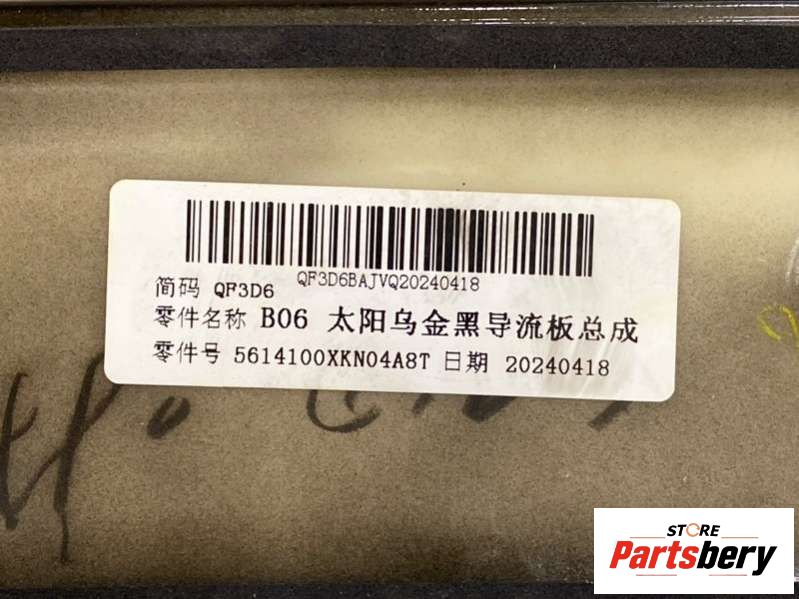 QF3D6BAJVQ20240418
简码 QF3D6
零件名称 B06 太阳乌金黑导流板总成
零件号 5614100XKN04A8T 日期 20240418
STORE
Partsbery